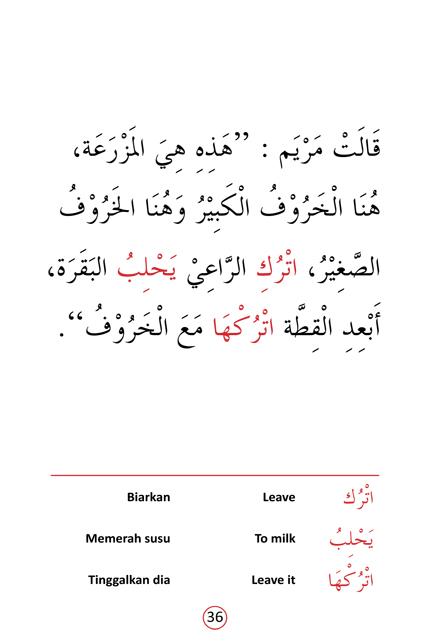 قَالَتْ مَرْيَم : ”هَذِهِ هِيَ المَزْرَعَة،
هُنَا الْخَرُوْفُ الْكَبِيْرُ وَهُنَا الخَرُوْفُ
الصَّغِيْرُ، اتْرُكِ الرَّاعِيْ يَحْلِبُ البَقَرَة،
أَبْعِدِ الْقِطَّة اتْرُكْهَا مَعَ الْخَرُوْفُ“.
اتْرُك Leave Biarkan
يَحْلِبُ To milk Memerah susu
اتْرُكْهَا Leave it Tinggalkan dia
36